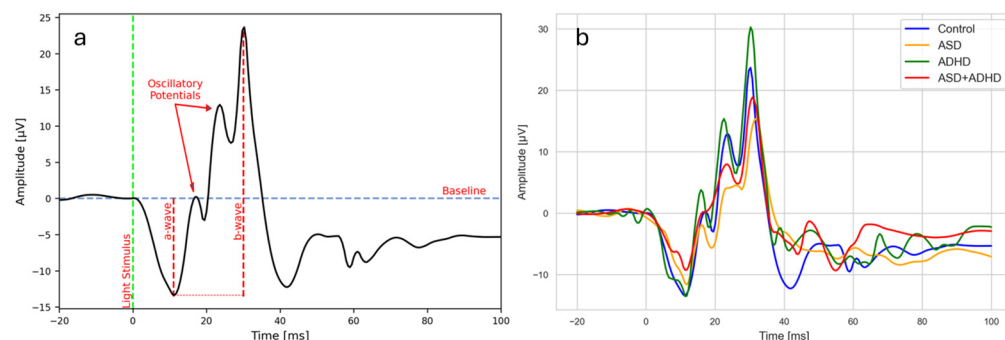 a
25
20
15
10
5
0
−5
−10
−15
Amplitude [µV]
−20
0
20
40
60
80
100
Time [ms]
Oscillatory
Potentials
Baseline
Light Stimulus
a-wave
b-wave
b
30
20
10
0
−10
Amplitude [µV]
−20
0
20
40
60
80
100
Time [ms]
Control
ASD
ADHD
ASD+ADHD